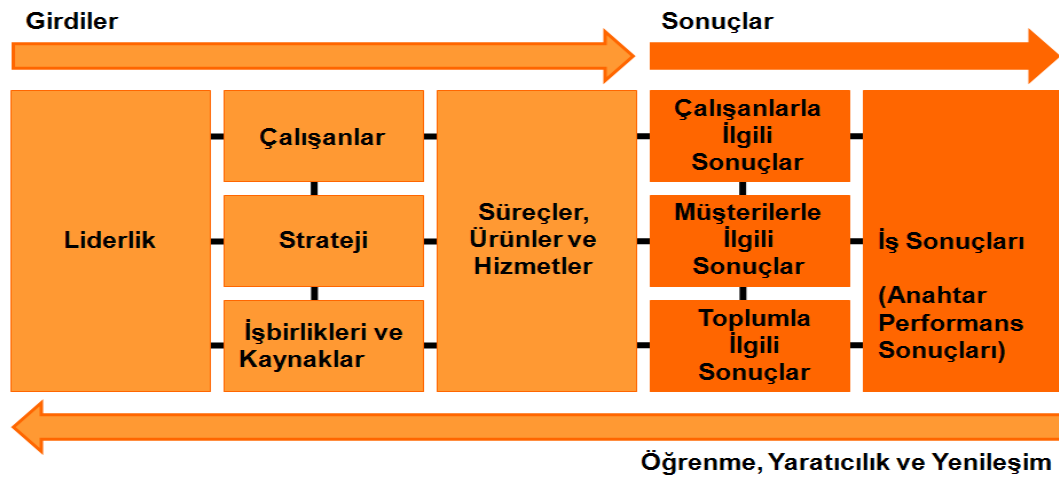 Girdiler
Sonuçlar
Liderlik
Çalışanlar
Strateji
İşbirlikleri ve
Kaynaklar
Süreçler,
Ürünler ve
Hizmetler
Çalışanlarla
İlgili
Sonuçlar
Müşterilerle
İlgili
Sonuçlar
Toplumla
İlgili
Sonuçlar
İş Sonuçları
(Anahtar
Performans
Sonuçları)
Öğrenme, Yaratıcılık ve Yenileşim